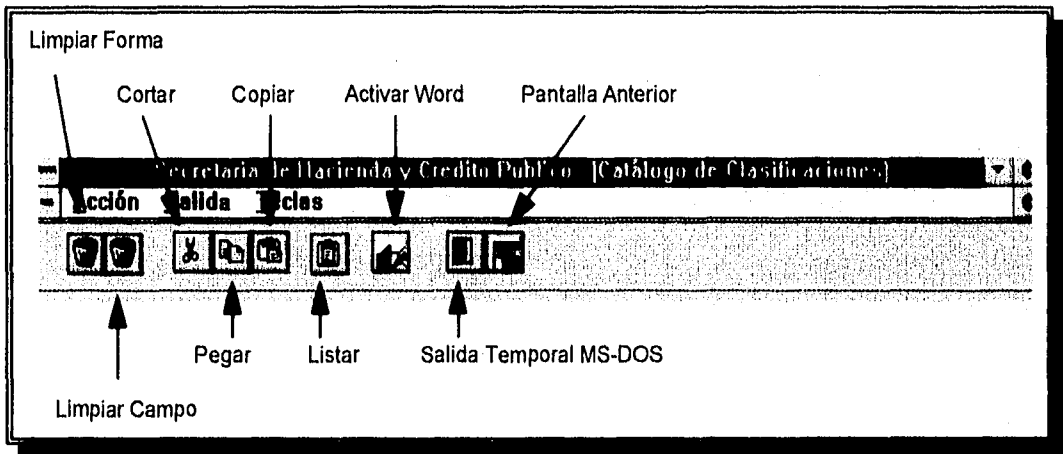 Limpiar Forma
Cortar Copiar Activar Word Pantalla Anterior
Secretaria de Hacienda y Credito Publico [Catálogo de Clasificaciones]
Acción Salida Teclas
Pegar Listar Salida Temporal MS-DOS
Limpiar Campo